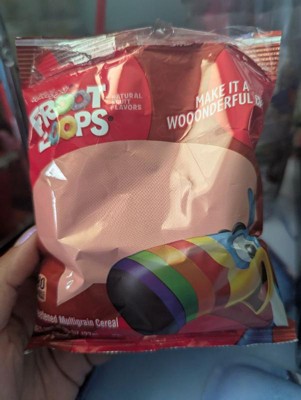 FROOT
LOOPS
NATURAL
FRUIT
FLAVORS
MAKE IT A
WOOONDERFUL
Multigrain Cereal